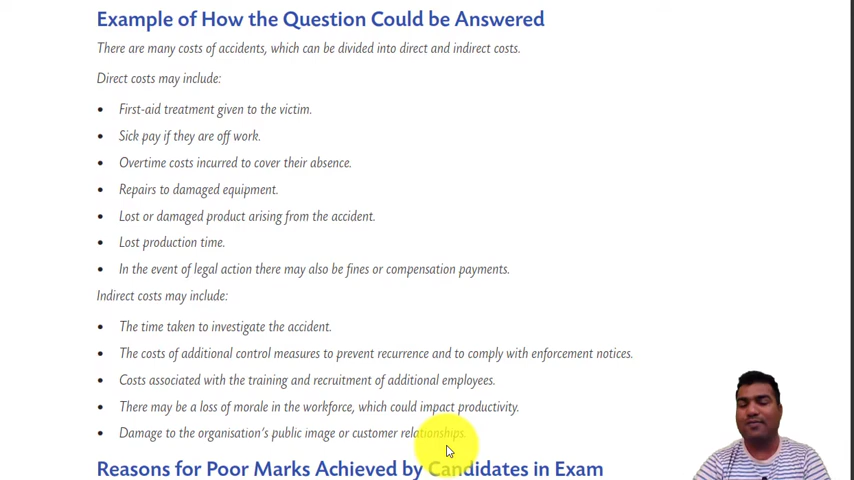 Example of How the Question Could be Answered
There are many costs of accidents, which can be divided into direct and indirect costs.
Direct costs may include:
• First-aid treatment given to the victim.
• Sick pay if they are off work.
• Overtime costs incurred to cover their absence.
• Repairs to damaged equipment.
• Lost or damaged product arising from the accident.
• Lost production time.
• In the event of legal action there may also be fines or compensation payments.
Indirect costs may include:
• The time taken to investigate the accident.
• The costs of additional control measures to prevent recurrence and to comply with enforcement notices.
• Costs associated with the training and recruitment of additional employees.
• There may be a loss of morale in the workforce, which could impact productivity.
• Damage to the organisation's public image or customer relationships.
Reasons for Poor Marks Achieved by Candidates in Exam